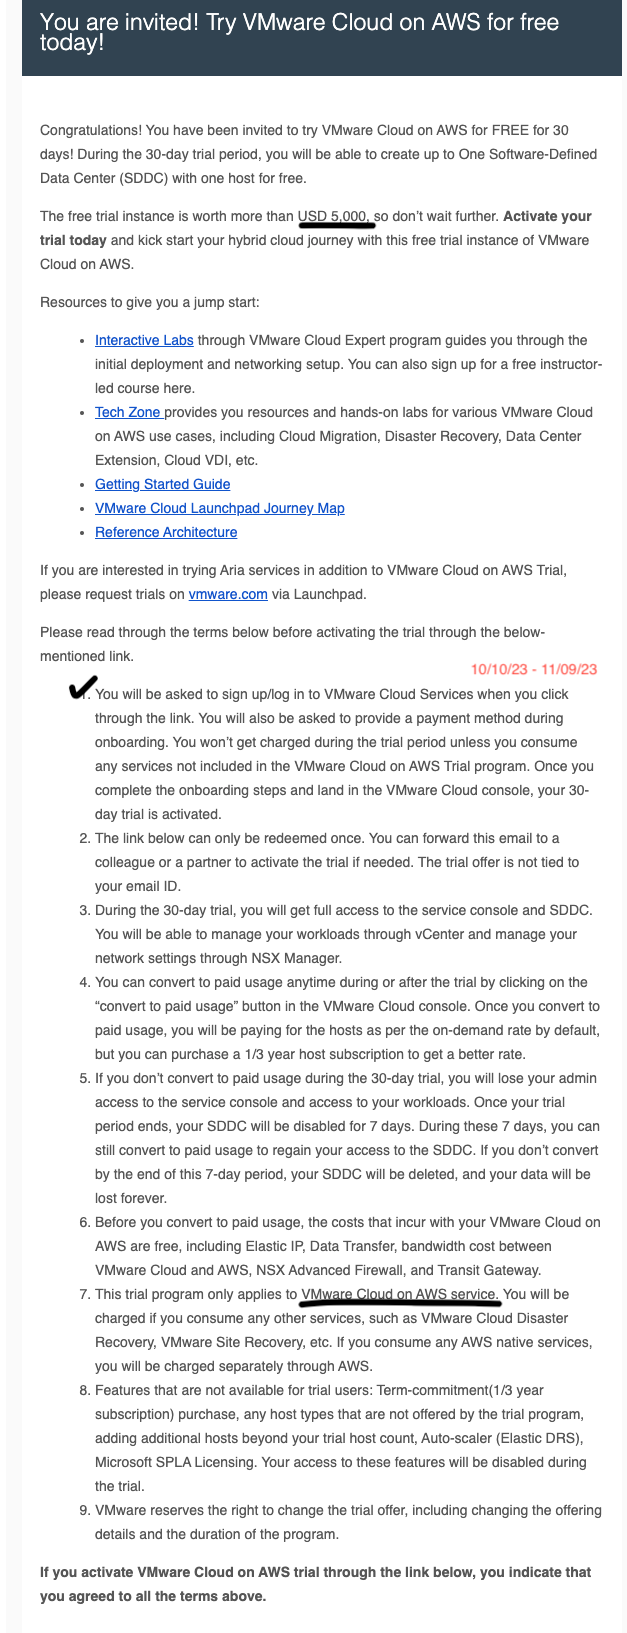 You are invited! Try VMware Cloud on AWS for free
today!
Congratulations! You have been invited to try VMware Cloud on AWS for FREE for 30
days! During the 30-day trial period, you will be able to create up to One Software-Defined
Data Center (SDDC) with one host for free.
The free trial instance is worth more than USD 5,000, so don't wait further. Activate your
trial today and kick start your hybrid cloud journey with this free trial instance of VMware
Cloud on AWS.
Resources to give you a jump start:
• Interactive Labs through VMware Cloud Expert program guides you through the
initial deployment and networking setup. You can also sign up for a free instructor-
led course here.
• Tech Zone provides you resources and hands-on labs for various VMware Cloud
on AWS use cases, including Cloud Migration, Disaster Recovery, Data Center
Extension, Cloud VDI, etc.
• Getting Started Guide
• VMware Cloud Launchpad Journey Map
• Reference Architecture
If you are interested in trying Aria services in addition to VMware Cloud on AWS Trial,
please request trials on vmware.com via Launchpad.
Please read through the terms below before activating the trial through the below-
mentioned link.
10/10/23 - 11/09/23
1. You will be asked to sign up/log in to VMware Cloud Services when you click
through the link. You will also be asked to provide a payment method during
onboarding. You won't get charged during the trial period unless you consume
any services not included in the VMware Cloud on AWS Trial program. Once you
complete the onboarding steps and land in the VMware Cloud console, your 30-
day trial is activated.
2. The link below can only be redeemed once. You can forward this email to a
colleague or a partner to activate the trial if needed. The trial offer is not tied to
your email ID.
3. During the 30-day trial, you will get full access to the service console and SDDC.
You will be able to manage your workloads through vCenter and manage your
network settings through NSX Manager.
4. You can convert to paid usage anytime during or after the trial by clicking on the
“convert to paid usage” button in the VMware Cloud console. Once you convert to
paid usage, you will be paying for the hosts as per the on-demand rate by default,
but you can purchase a 1/3 year host subscription to get a better rate.
5. If you don't convert to paid usage during the 30-day trial, you will lose your admin
access to the service console and access to your workloads. Once your trial
period ends, your SDDC will be disabled for 7 days. During these 7 days, you can
still convert to paid usage to regain your access to the SDDC. If you don't convert
by the end of this 7-day period, your SDDC will be deleted, and your data will be
lost forever.
6. Before you convert to paid usage, the costs that incur with your VMware Cloud on
AWS are free, including Elastic IP, Data Transfer, bandwidth cost between
VMware Cloud and AWS, NSX Advanced Firewall, and Transit Gateway.
7. This trial program only applies to VMware Cloud on AWS service. You will be
charged if you consume any other services, such as VMware Cloud Disaster
Recovery, VMware Site Recovery, etc. If you consume any AWS native services,
you will be charged separately through AWS.
8. Features that are not available for trial users: Term-commitment(1/3 year
subscription) purchase, any host types that are not offered by the trial program,
adding additional hosts beyond your trial host count, Auto-scaler (Elastic DRS),
Microsoft SPLA Licensing. Your access to these features will be disabled during
the trial.
9. VMware reserves the right to change the trial offer, including changing the offering
details and the duration of the program.
If you activate VMware Cloud on AWS trial through the link below, you indicate that
you agreed to all the terms above.